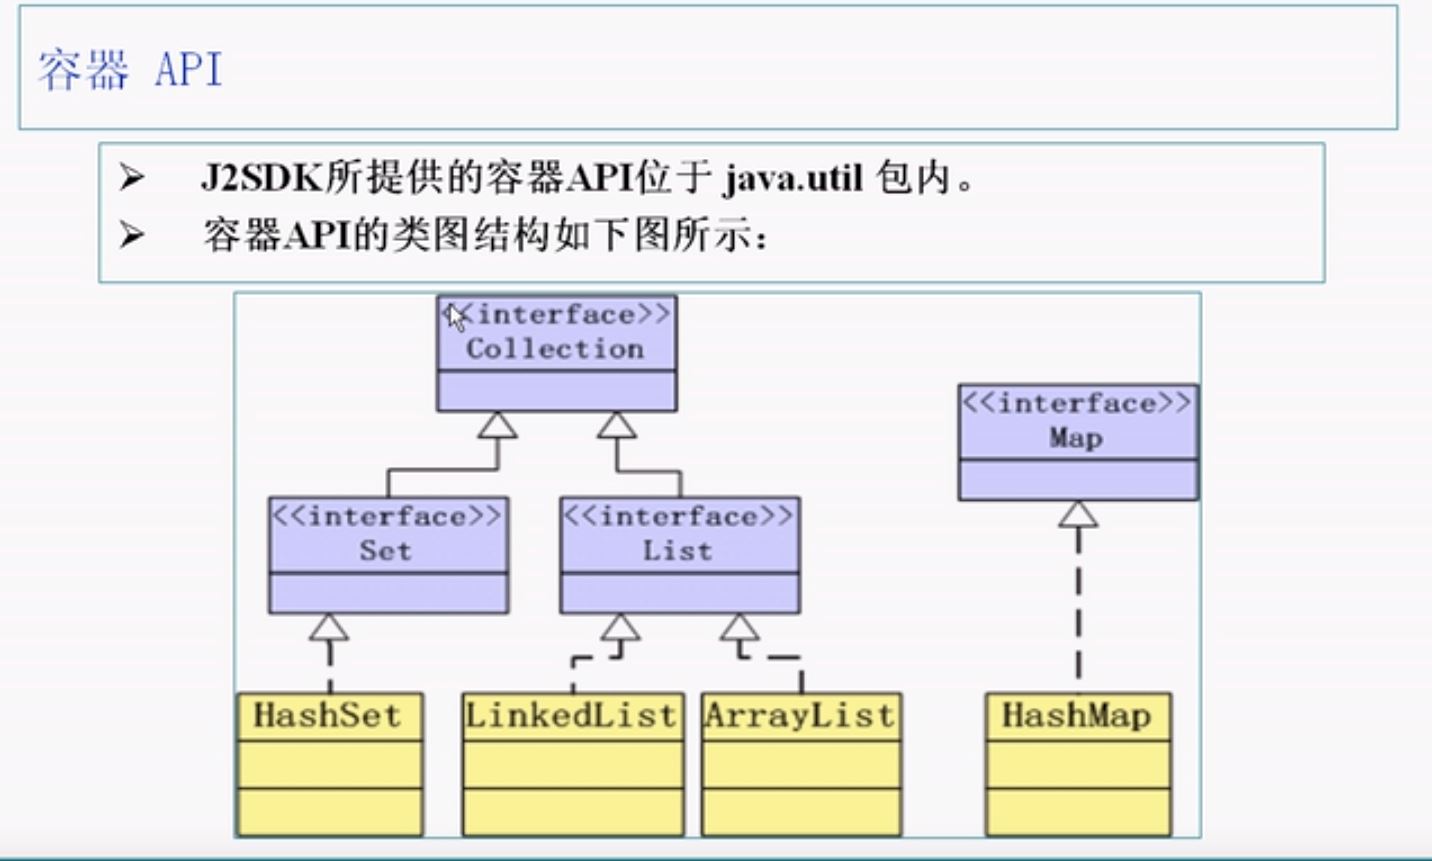 容器 API
J2SDK所提供的容器API位于 java.util 包内。
容器API的类图结构如下图所示：
<<interface>>
Collection
<<interface>>
Map
<<interface>>
Set
<<interface>>
List
HashSet
LinkedList
ArrayList
HashMap